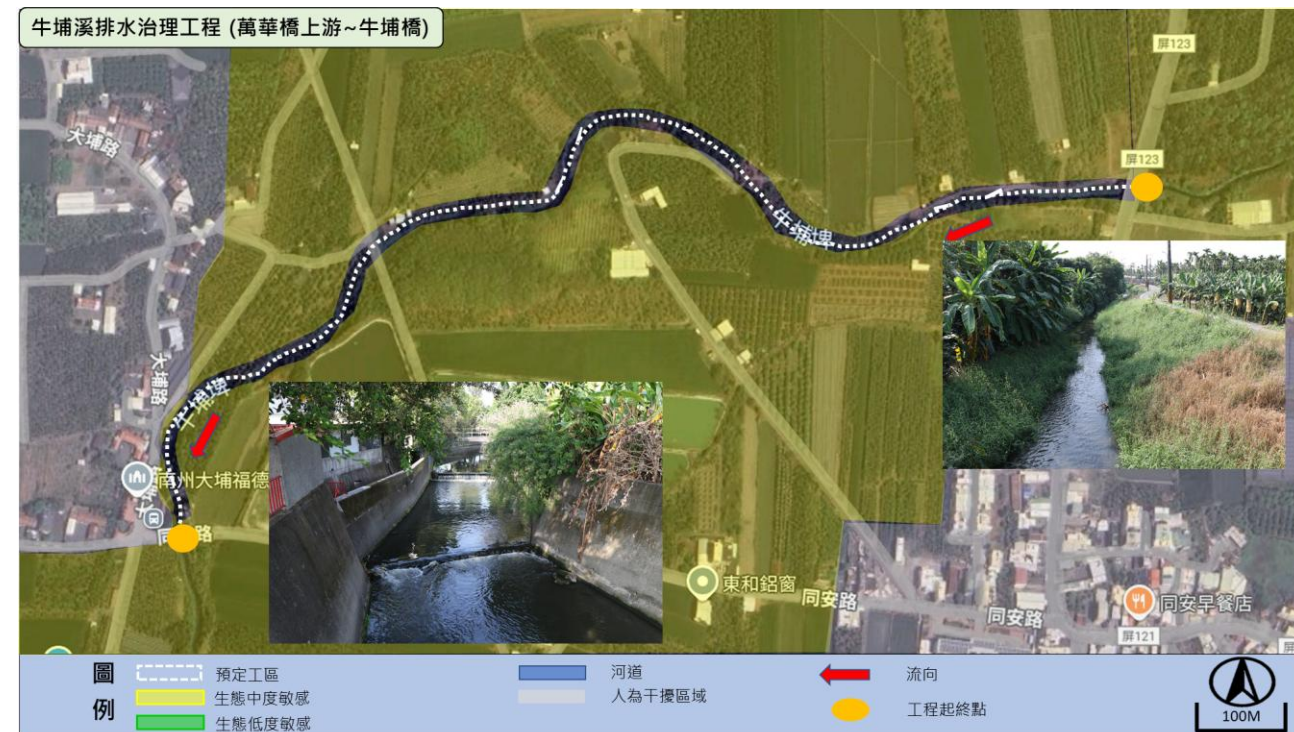 牛埔溪排水治理工程 (萬華橋上游~牛埔橋)
屏123
大埔路
屏123
牛埔埤
大埔路
牛埔埤
南州大埔福德
同
路
東和鋁窗
同安路
同安路
同安早餐店
屏121
屏
圖例
預定工區
生態中度敏感
生態低度敏感
河道
人為干擾區域
流向
工程起終點
100M